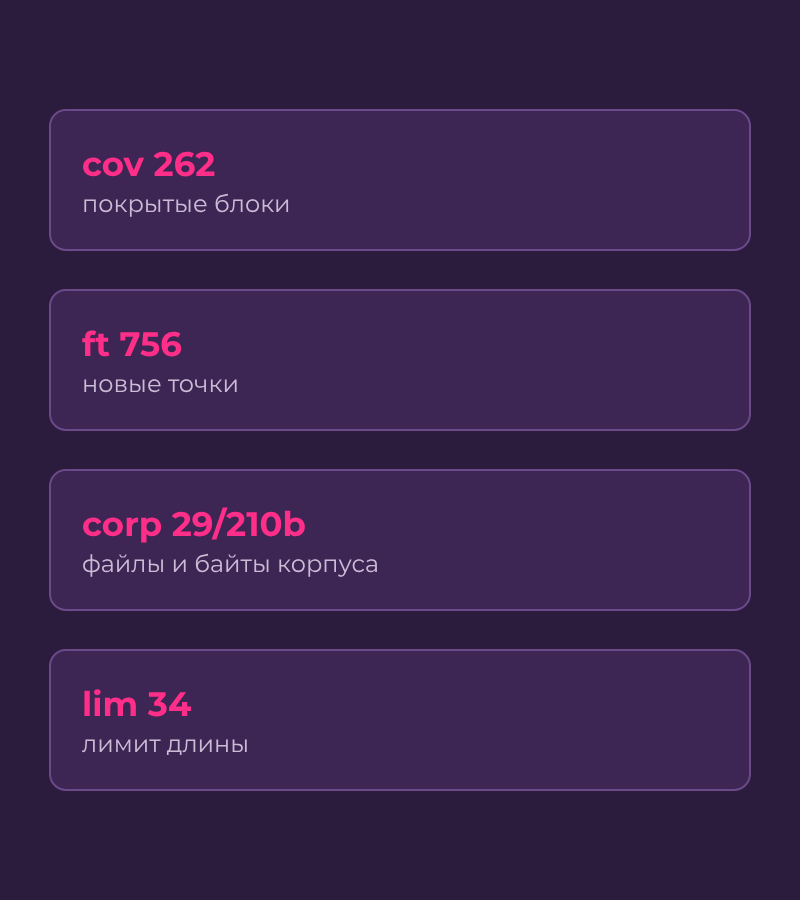 cov 262
покрытые блоки
ft 756
новые точки
corp 29/210b
файлы и байты корпуса
lim 34
лимит длины